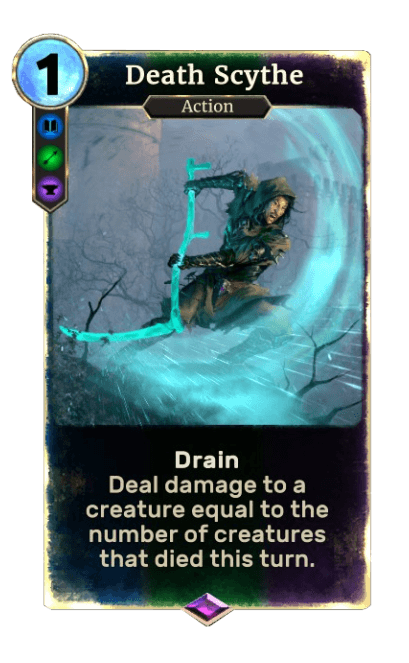 1
Death Scythe
Action
Drain
Deal damage to a
creature equal to the
number of creatures
that died this turn.